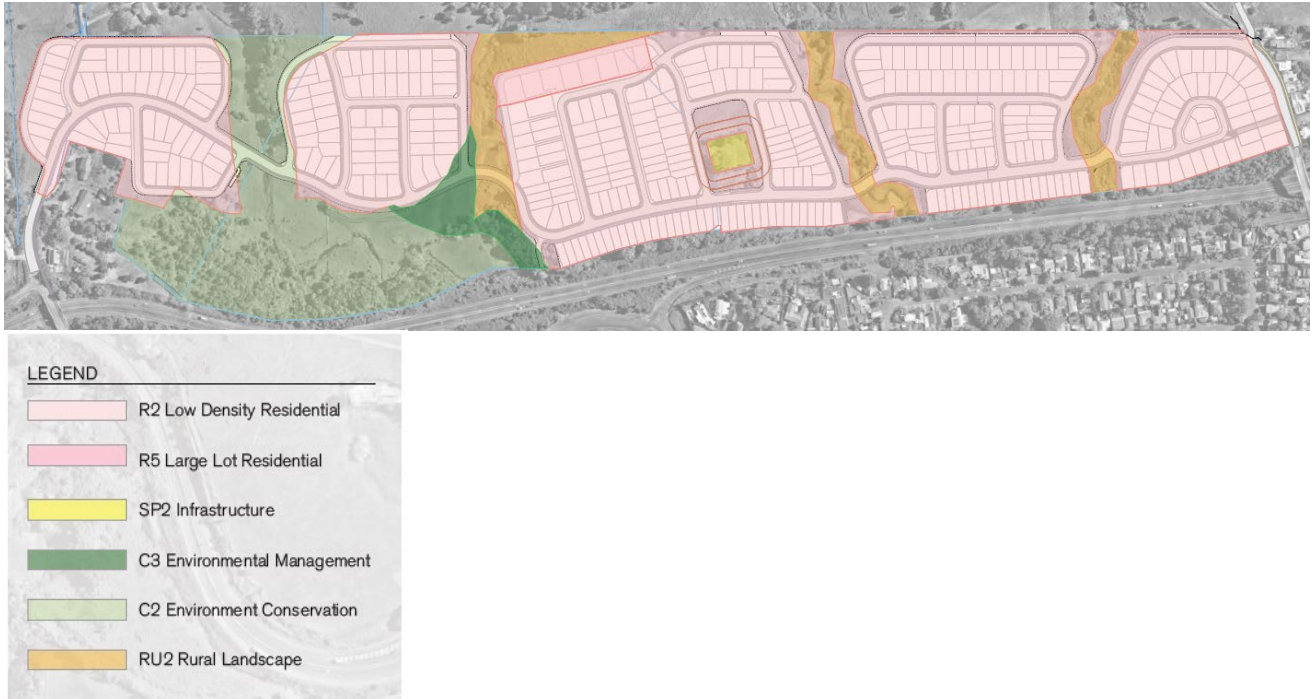 LEGEND
R2 Low Density Residential
R5 Large Lot Residential
SP2 Infrastructure
C3 Environmental Management
C2 Environment Conservation
RU2 Rural Landscape